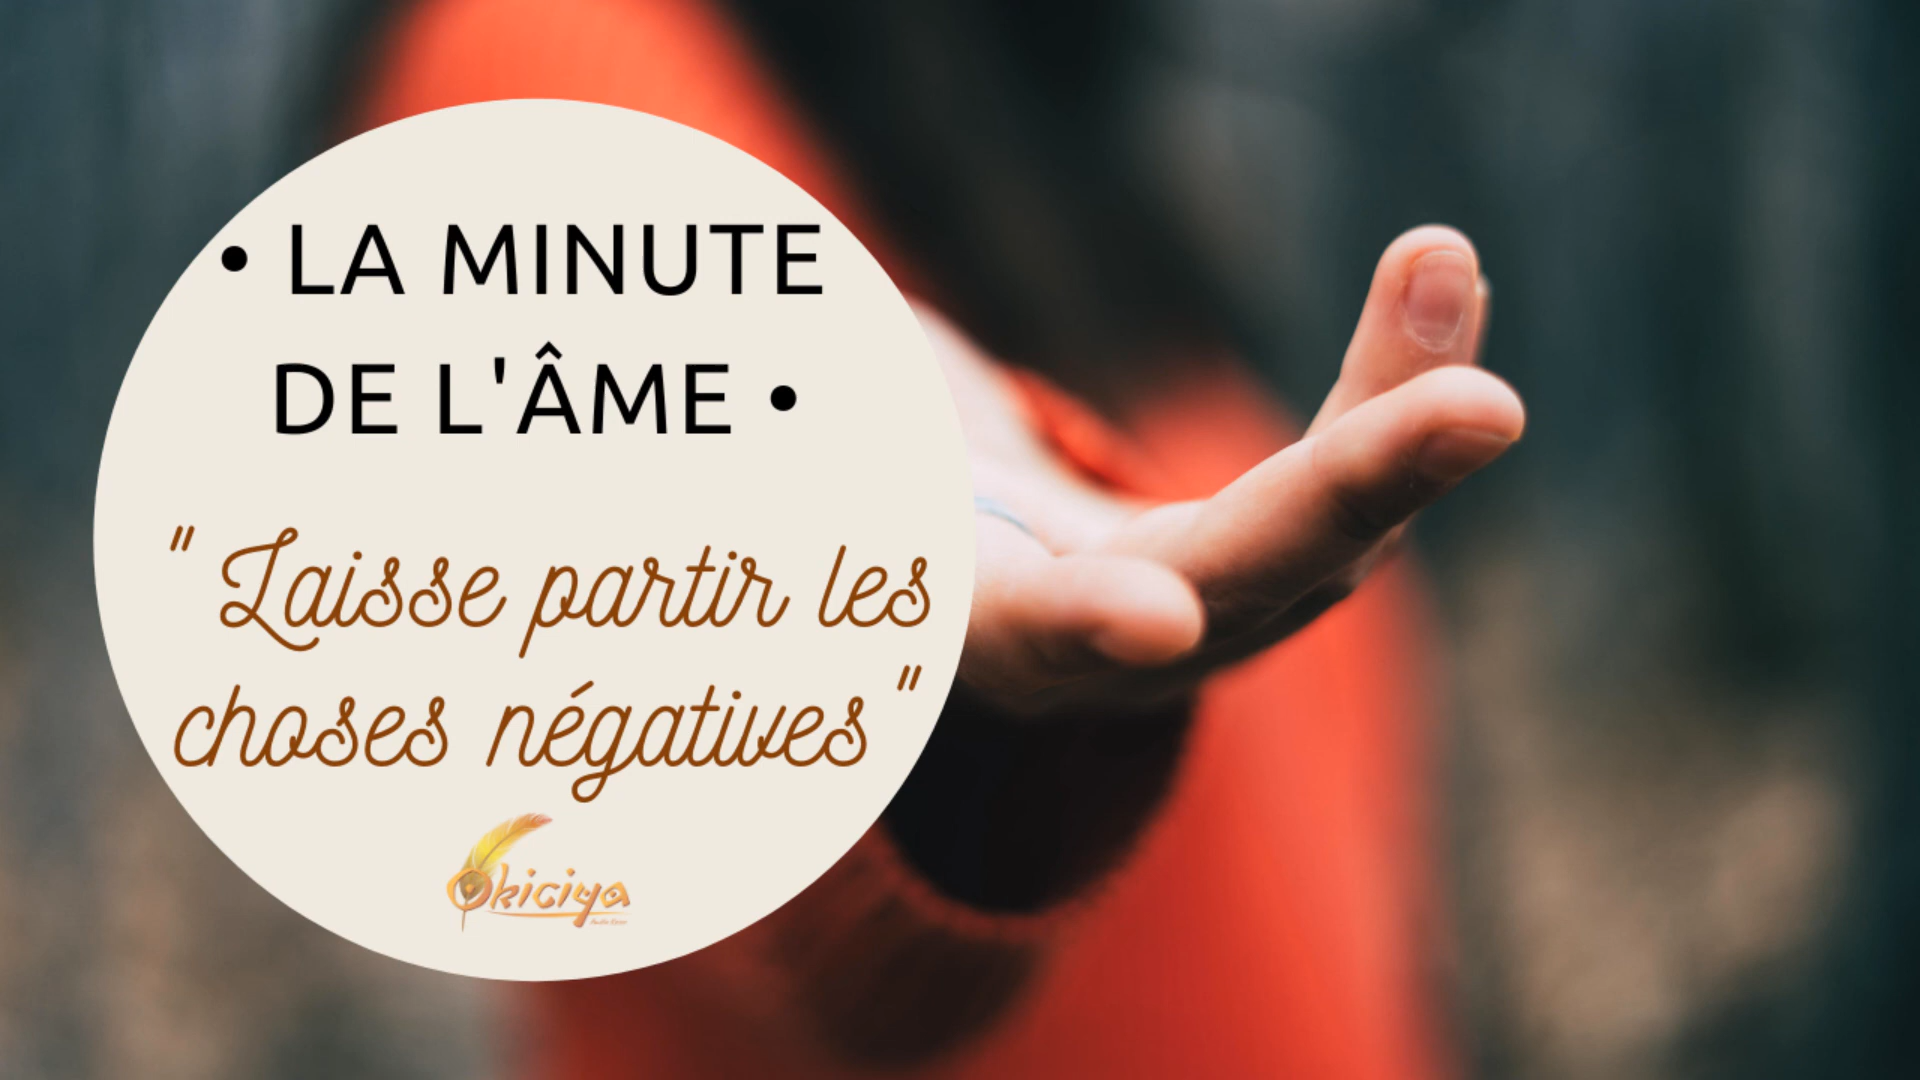 • LA MINUTE
DE L'ÂME •
" Laisse partir les
choses négatives "
Okiciya